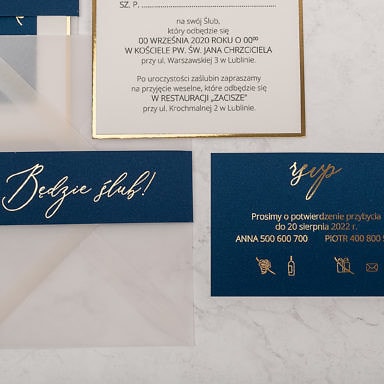 SZ. P.
na swój Ślub,
który odbędzie się
00 WRZEŚNIA 2020 ROKU O 00⁰⁰
W KOŚCIELE PW. ŚW. JANA CHRZCICIELA
przy ul. Warszawskiej 3 w Lublinie.
Po uroczystości zaślubin zapraszamy
na przyjęcie weselne, które odbędzie się
W RESTAURACJI „ZACISZE”
przy ul. Krochmalnej 2 w Lublinie.
Będzie ślub!
rsvp
Prosimy o potwierdzenie przybycia
do 20 sierpnia 2022 r.
ANNA 500 600 700 PIOTR 400 800 5